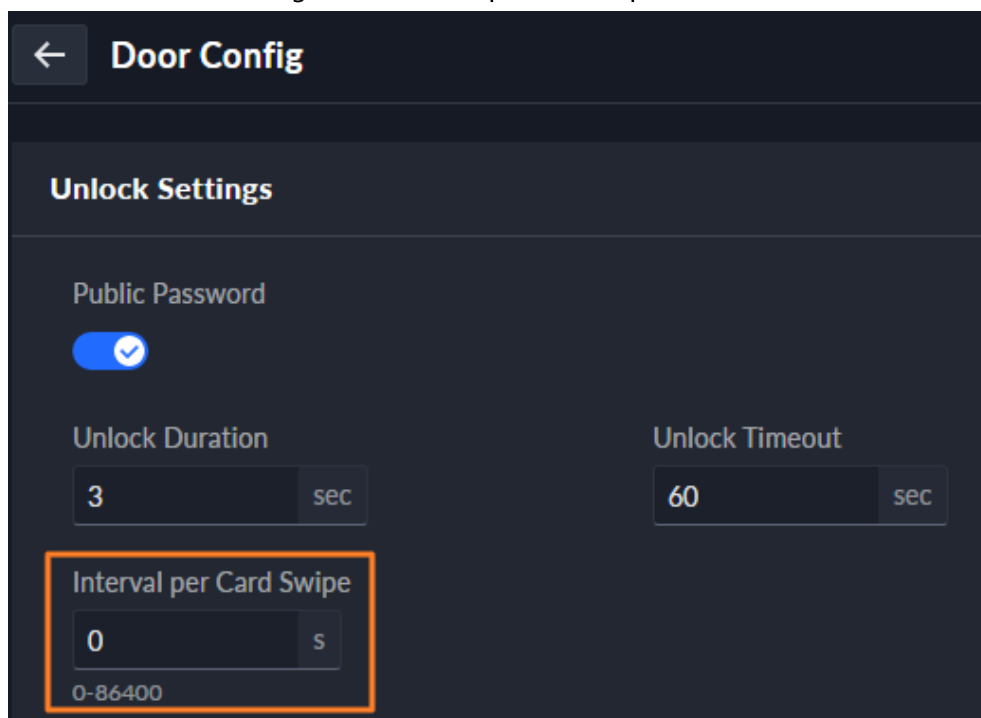 Door Config
Unlock Settings
Public Password
Unlock Duration
Unlock Timeout
3 sec
60 sec
Interval per Card Swipe
0 s
0-86400